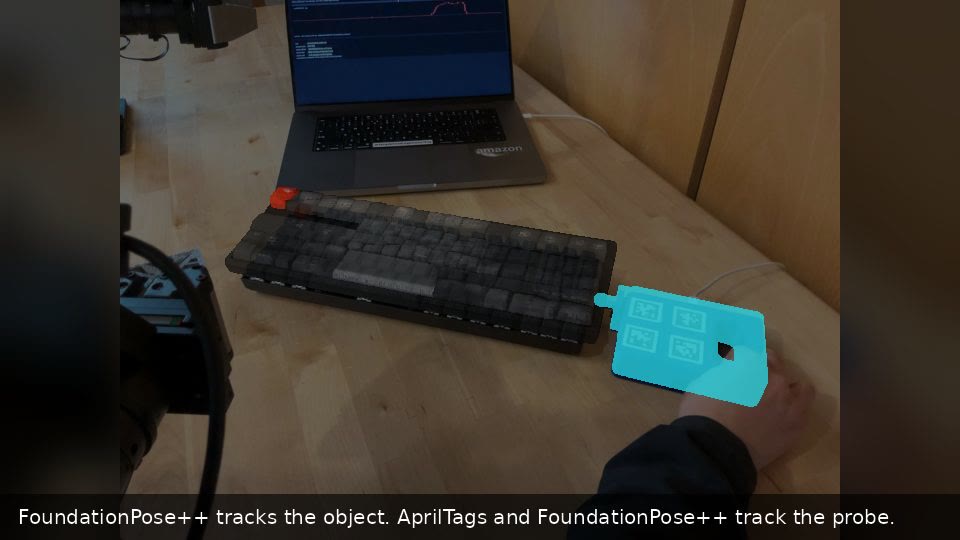 amazon
FoundationPose++ tracks the object. AprilTags and FoundationPose++ track the probe.